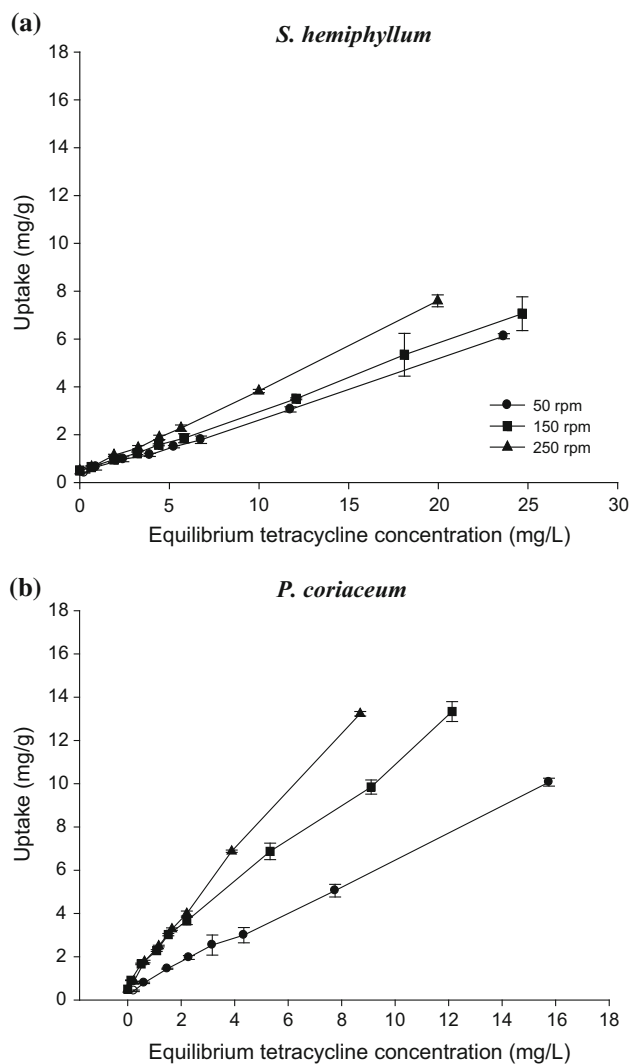 (a)
S. hemiphyllum
18
16
14
12
10
8
6
4
2
0
Uptake (mg/g)
50 rpm
150 rpm
250 rpm
0 5 10 15 20 25 30
Equilibrium tetracycline concentration (mg/L)
(b)
P. coriaceum
18
16
14
12
10
8
6
4
2
0
Uptake (mg/g)
0 2 4 6 8 10 12 14 16 18
Equilibrium tetracycline concentration (mg/L)